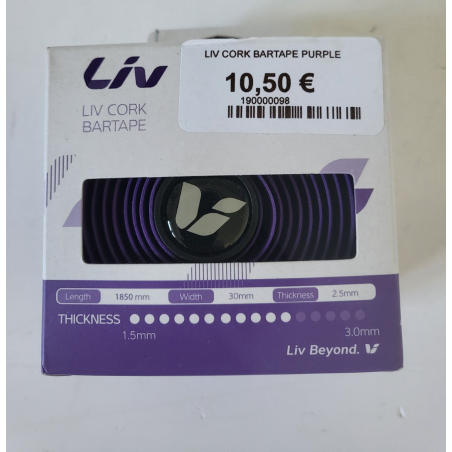 LIV CORK BARTAPE PURPLE
10,50 €
190000098
Liv
LIV CORK
BARTAPE
Length 1850 mm Width 30mm Thickness 2.5mm
THICKNESS
1.5mm 3.0mm
Liv Beyond.